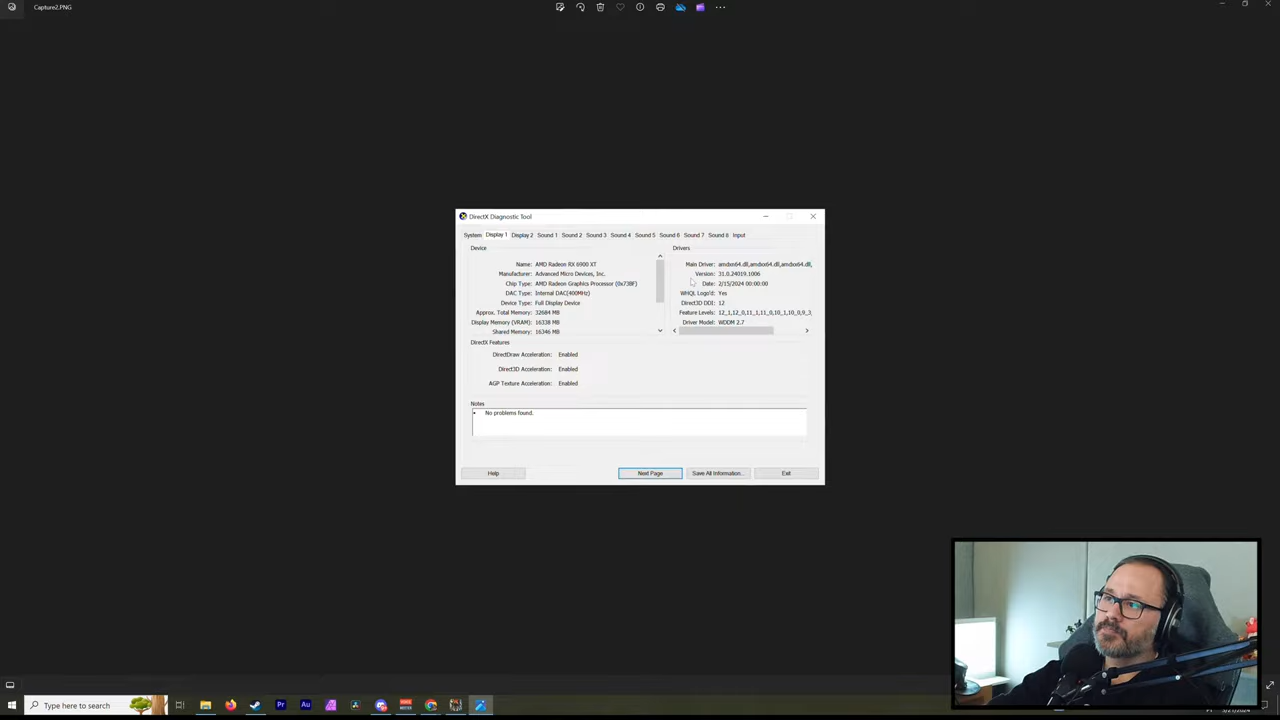 Capture2.PNG
DirectX Diagnostic Tool
System Display 1 Display 2 Sound 1 Sound 2 Sound 3 Sound 4 Sound 5 Sound 6 Sound 7 Sound 8 Input
Device
Name: AMD Radeon RX 6900 XT
Manufacturer: Advanced Micro Devices, Inc.
Chip Type: AMD Radeon Graphics Processor (0x73BF)
DAC Type: Internal DAC(400MHz)
Device Type: Full Display Device
Approx. Total Memory: 32684 MB
Display Memory (VRAM): 16338 MB
Shared Memory: 16346 MB
Drivers
Main Driver: amdxn64.dll,amdxx64.dll,amdxx64.dll,
Version: 31.0.24019.1006
Date: 2/15/2024 00:00:00
WHQL Logo'd: Yes
Direct3D DDI: 12
Feature Levels: 12_1,12_0,11_1,11_0,10_1,10_0,9_3,
Driver Model: WDDM 2.7
DirectX Features
DirectDraw Acceleration: Enabled
Direct3D Acceleration: Enabled
AGP Texture Acceleration: Enabled
Notes
• No problems found.
Help Next Page Save All Information... Exit
Type here to search
Pr Au